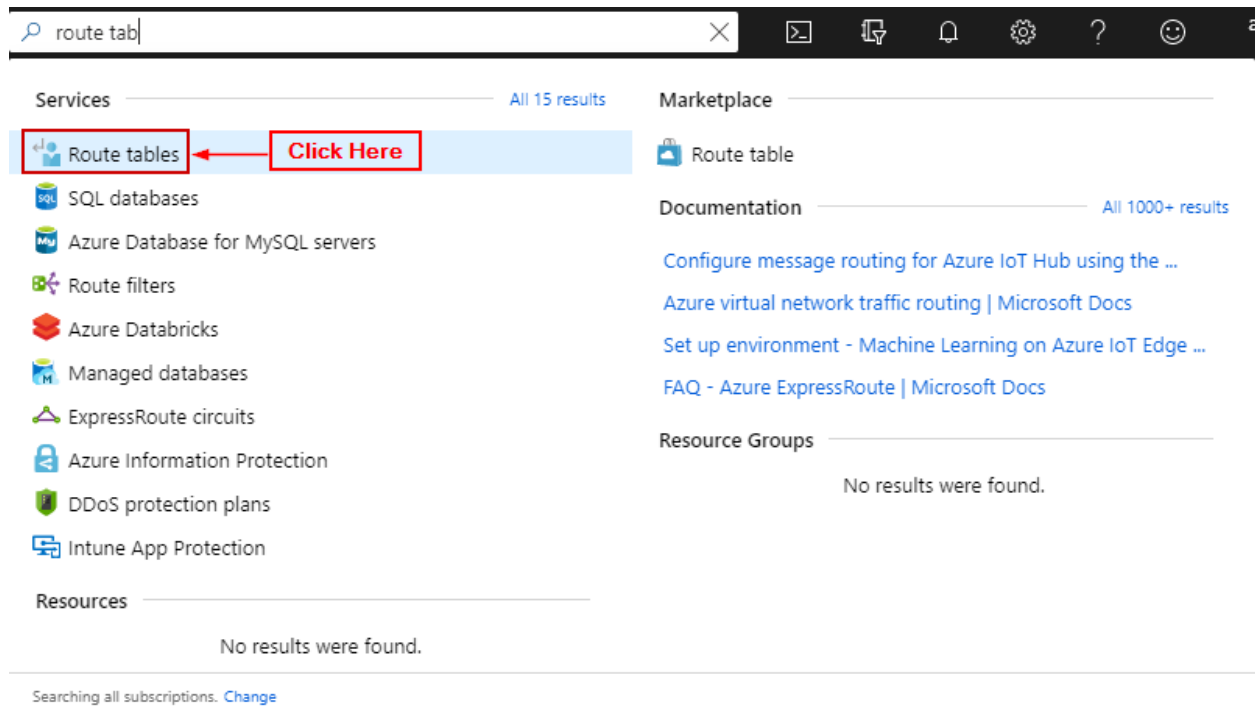 route tab
Services All 15 results
Route tables Click Here
SQL databases
Azure Database for MySQL servers
Route filters
Azure Databricks
Managed databases
ExpressRoute circuits
Azure Information Protection
DDoS protection plans
Intune App Protection
Resources
No results were found.
Marketplace
Route table
Documentation All 1000+ results
Configure message routing for Azure IoT Hub using the ...
Azure virtual network traffic routing | Microsoft Docs
Set up environment - Machine Learning on Azure IoT Edge ...
FAQ - Azure ExpressRoute | Microsoft Docs
Resource Groups
No results were found.
Searching all subscriptions. Change